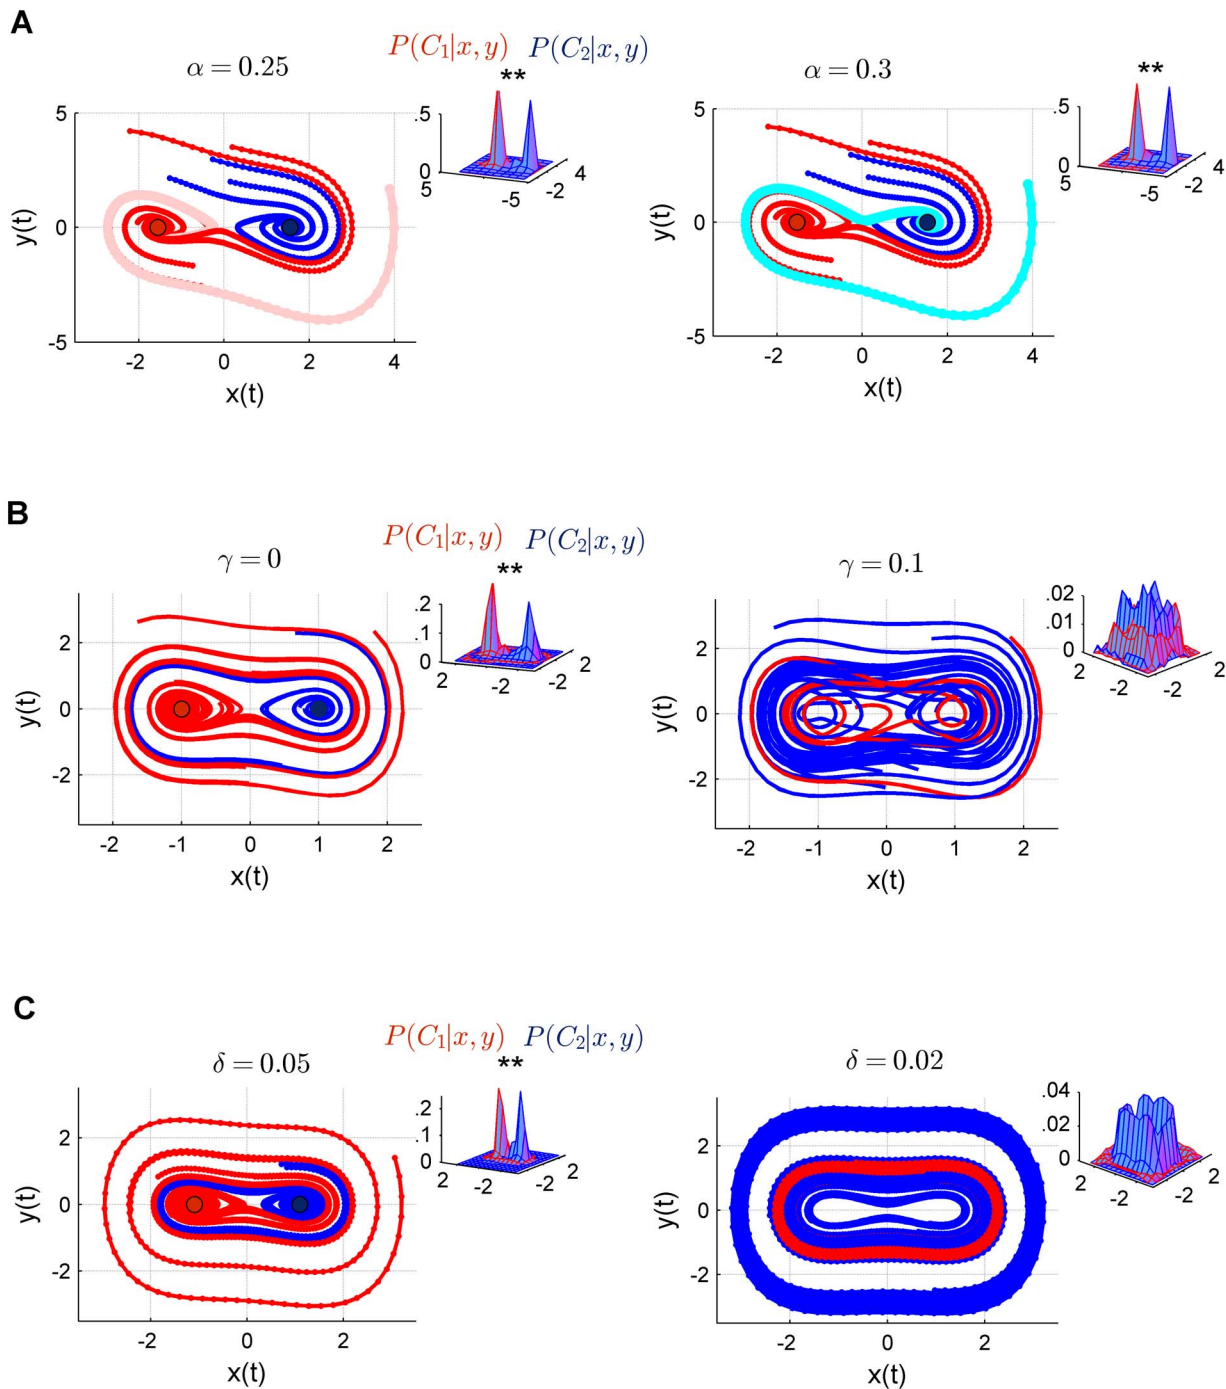 A
P(C₁|x, y) P(C₂|x, y)
α = 0.25
α = 0.3
**
**
5
0
-5
y(t)
-2 0 2 4
x(t)
.5
0
5
-5
-2
4
5
0
-5
y(t)
-2 0 2 4
x(t)
.5
0
5
-5
-2
4
B
P(C₁|x, y) P(C₂|x, y)
γ = 0
γ = 0.1
**
2
0
-2
y(t)
-2 -1 0 1 2
x(t)
.2
.1
0
2
-2
-2
2
2
0
-2
y(t)
-2 -1 0 1 2
x(t)
.02
.01
0
2
-2
-2
2
C
P(C₁|x, y) P(C₂|x, y)
δ = 0.05
δ = 0.02
**
2
0
-2
y(t)
-2 0 2
x(t)
.2
.1
0
2
-2
-2
2
2
0
-2
y(t)
-2 0 2
x(t)
.04
.02
0
2
-2
-2
2